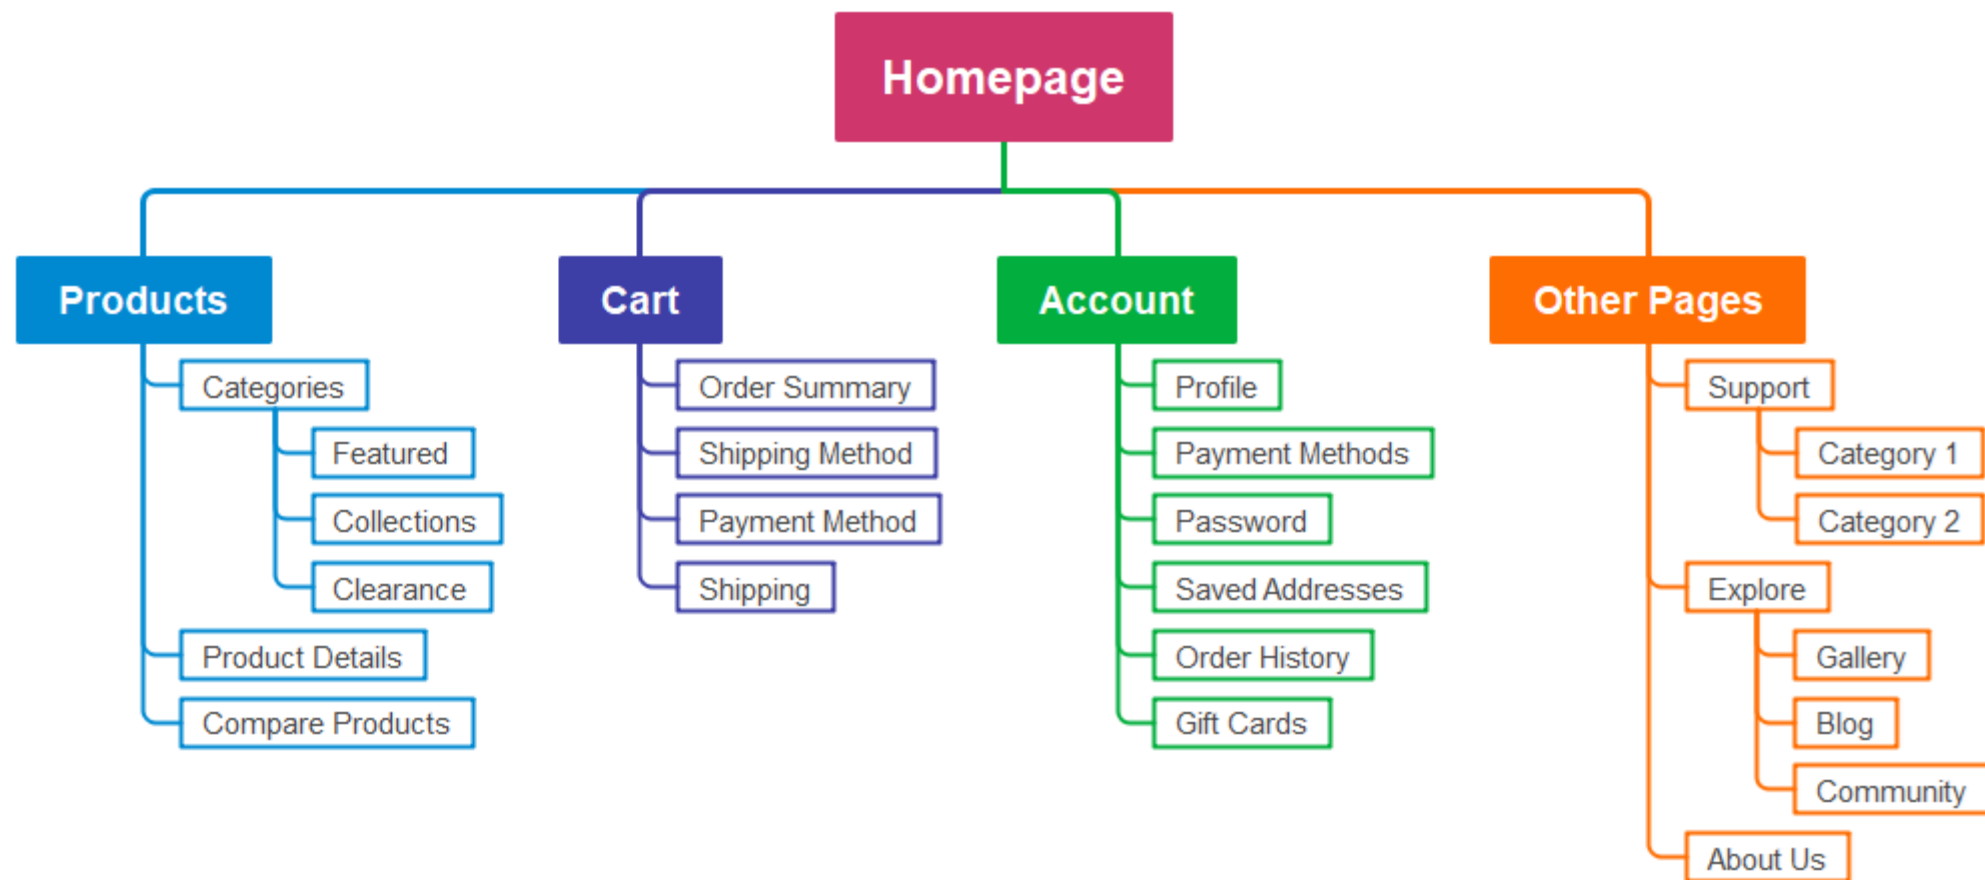 Homepage
Products
Categories
Featured
Collections
Clearance
Product Details
Compare Products
Cart
Order Summary
Shipping Method
Payment Method
Shipping
Account
Profile
Payment Methods
Password
Saved Addresses
Order History
Gift Cards
Other Pages
Support
Category 1
Category 2
Explore
Gallery
Blog
Community
About Us